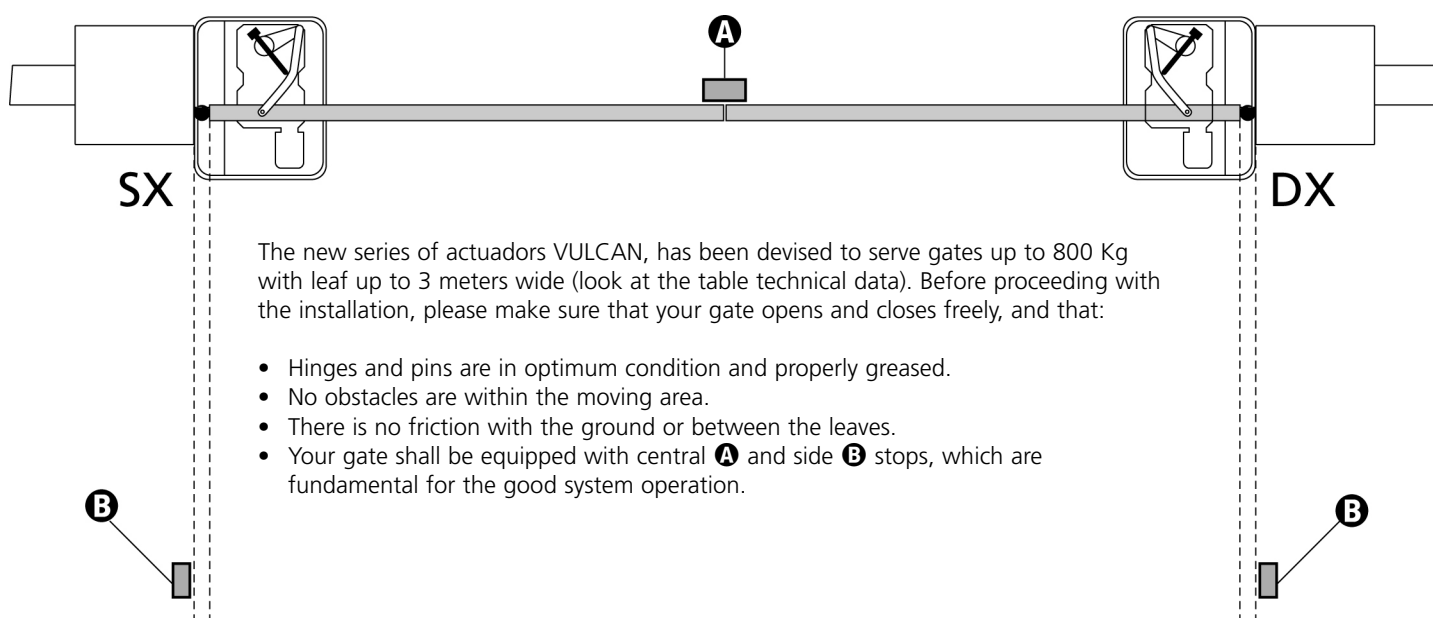 A
SX
DX
The new series of actuadors VULCAN, has been devised to serve gates up to 800 Kg
with leaf up to 3 meters wide (look at the table technical data). Before proceeding with
the installation, please make sure that your gate opens and closes freely, and that:
• Hinges and pins are in optimum condition and properly greased.
• No obstacles are within the moving area.
• There is no friction with the ground or between the leaves.
• Your gate shall be equipped with central A and side B stops, which are
fundamental for the good system operation.
B
B